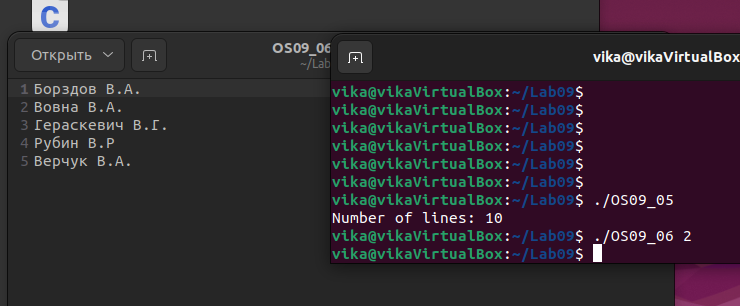 C
Открыть
OS09_06
~/Lab
1 Борздов В.А.
2 Вовна В.А.
3 Гераскевич В.Г.
4 Рубин В.Р
5 Верчук В.А.
vika@vikaVirtualBox
vika@vikaVirtualBox:~/Lab09$
vika@vikaVirtualBox:~/Lab09$
vika@vikaVirtualBox:~/Lab09$
vika@vikaVirtualBox:~/Lab09$
vika@vikaVirtualBox:~/Lab09$
vika@vikaVirtualBox:~/Lab09$
vika@vikaVirtualBox:~/Lab09$ ./OS09_05
Number of lines: 10
vika@vikaVirtualBox:~/Lab09$ ./OS09_06 2
vika@vikaVirtualBox:~/Lab09$